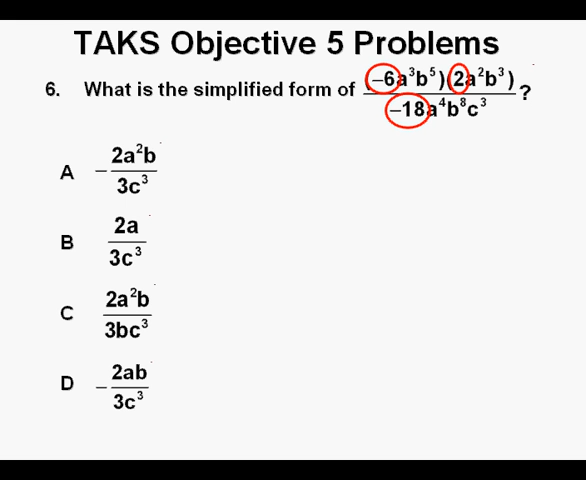 TAKS Objective 5 Problems
6. What is the simplified form of (–6a³b⁵)(2a²b³) / –18a⁴b⁸c³ ?
A – 2a²b / 3c³
B 2a / 3c³
C 2a²b / 3bc³
D – 2ab / 3c³